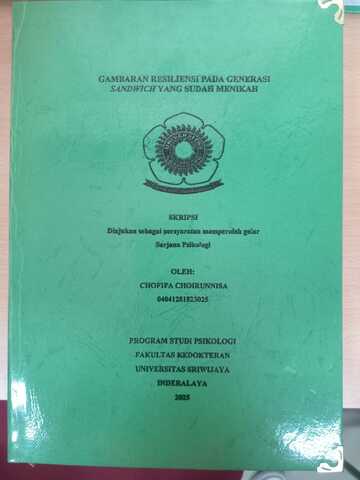 GAMBARAN RESILIENSI PADA GENERASI
SANDWICH YANG SUDAH MENIKAH
SKRIPSI
Diajukan sebagai persyaratan memperoleh gelar
Sarjana Psikologi
OLEH:
CHOFIFA CHOIRUNNISA
04041281823025
PROGRAM STUDI PSIKOLOGI
FAKULTAS KEDOKTERAN
UNIVERSITAS SRIWIJAYA
INDERALAYA
2025